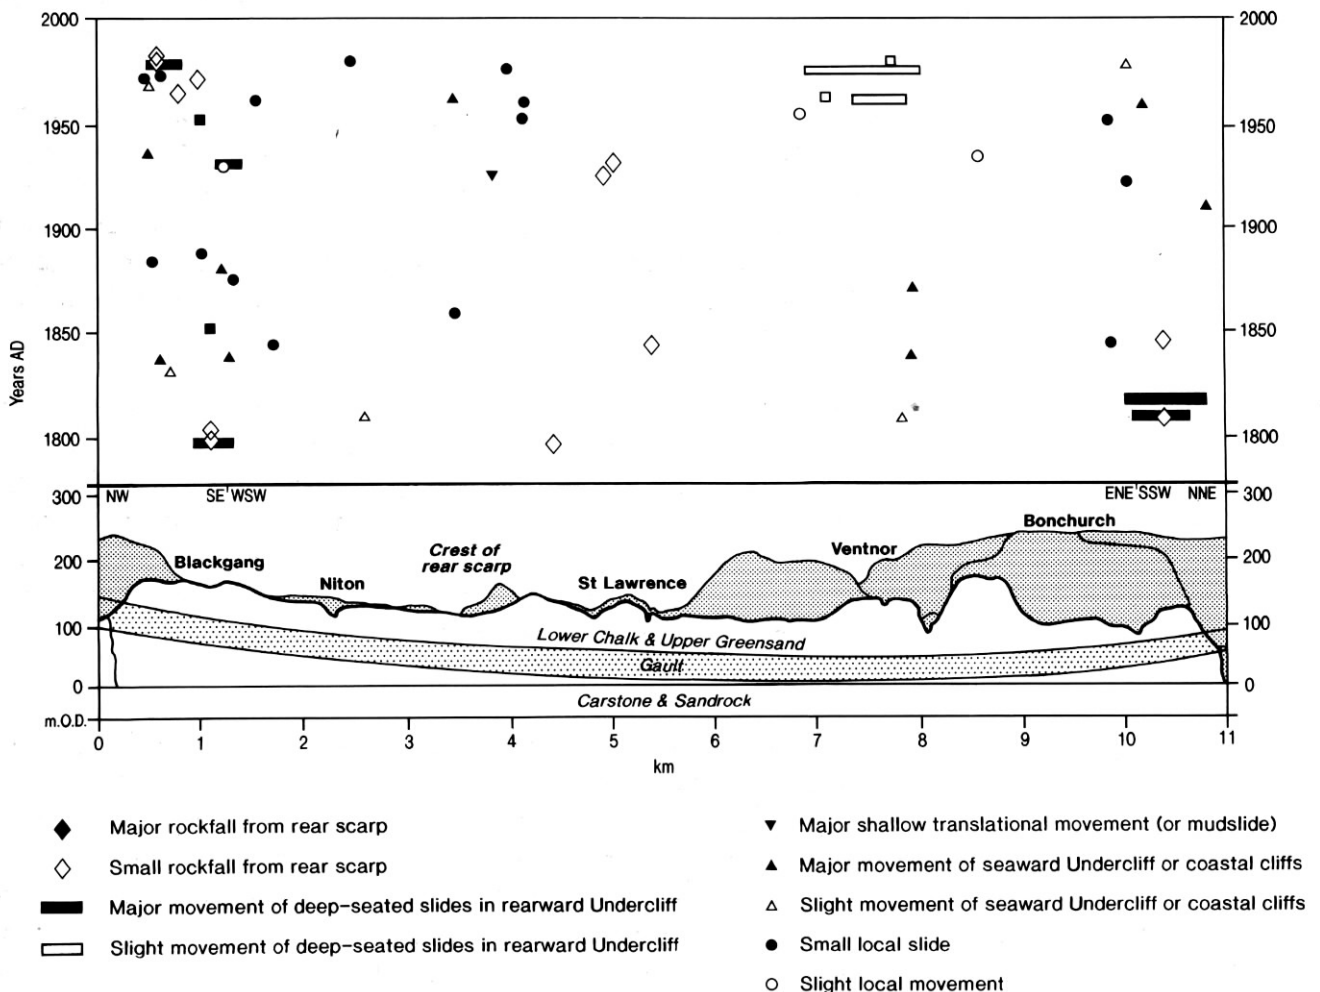 2000
2000
1950
1950
1900
1900
1850
1850
1800
1800
Years AD
300
NW
SE WSW
ENE SSW NNE
300
Bonchurch
Crest of
rear scarp
Ventnor
200
200
Blackgang
Niton
St Lawrence
100
100
Lower Chalk & Upper Greensand
Gault
0
0
Carstone & Sandrock
m.O.D.
0 1 2 3 4 5 6 7 8 9 10 11
km
Major rockfall from rear scarp
Small rockfall from rear scarp
Major movement of deep-seated slides in rearward Undercliff
Slight movement of deep-seated slides in rearward Undercliff
Major shallow translational movement (or mudslide)
Major movement of seaward Undercliff or coastal cliffs
Slight movement of seaward Undercliff or coastal cliffs
Small local slide
Slight local movement